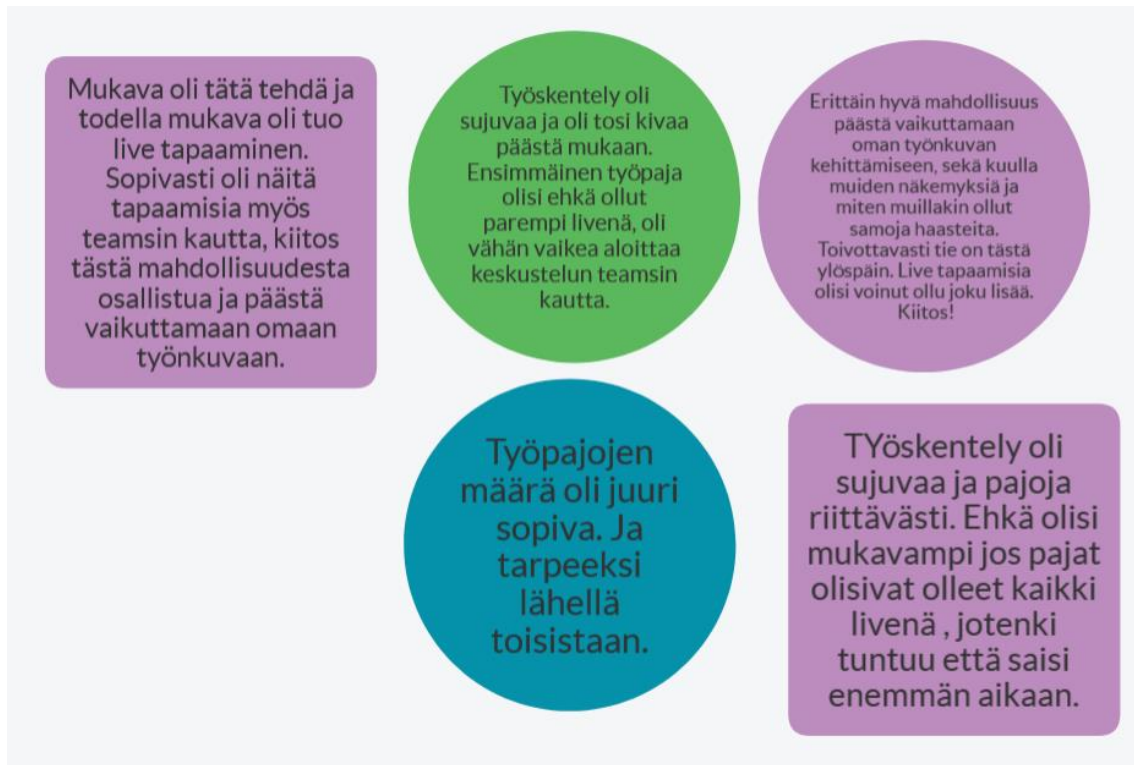 Mukava oli tätä tehdä ja
todella mukava oli tuo
live tapaaminen.
Sopivasti oli näitä
tapaamisia myös
teamsin kautta, kiitos
tästä mahdollisuudesta
osallistua ja päästä
vaikuttamaan omaan
työnkuvaan.
Työskentely oli
sujuvaa ja oli tosi kivaa
päästä mukaan.
Ensimmäinen työpaja
olisi ehkä ollut
parempi livenä, oli
vähän vaikea aloittaa
keskustelun teamsin
kautta.
Erittäin hyvä mahdollisuus
päästä vaikuttamaan
oman työnkuvan
kehittämiseen, sekä kuulla
muiden näkemyksiä ja
miten muillakin ollut
samoja haasteita.
Toivottavasti tie on tästä
ylöspäin. Live tapaamisia
olisi voinut ollu joku lisää.
Kiitos!
Työpajojen
määrä oli juuri
sopiva. Ja
tarpeeksi
lähellä
toisistaan.
TYöskentely oli
sujuvaa ja pajoja
riittävästi. Ehkä olisi
mukavampi jos pajat
olisivat olleet kaikki
livenä , jotenki
tuntuu että saisi
enemmän aikaan.